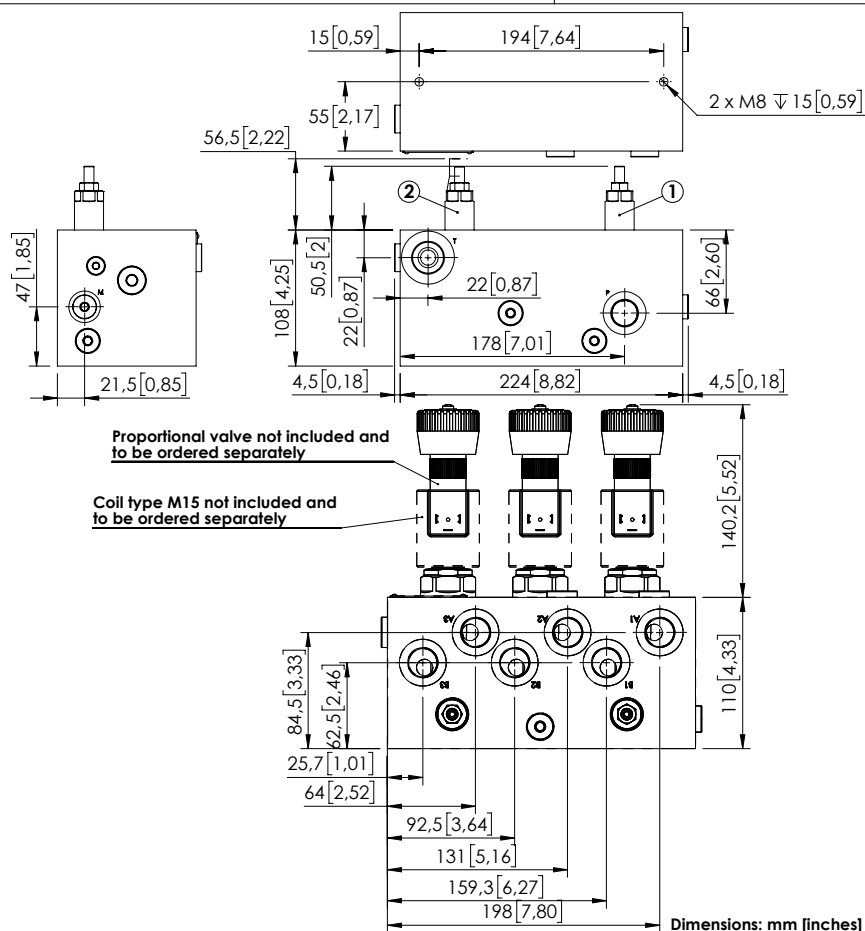 15[0,59]
194[7,64]
2 x M8 ↧ 15[0,59]
55[2,17]
56,5[2,22]
2
1
50,5[2]
47[1,85]
M
T
P
108[4,25]
22[0,87]
22[0,87]
66[2,60]
178[7,01]
21,5[0,85]
4,5[0,18]
224[8,82]
4,5[0,18]
Proportional valve not included and
to be ordered separately
Coil type M15 not included and
to be ordered separately
140,2[5,52]
A3
A2
A1
B3
B2
B1
84,5[3,33]
62,5[2,46]
110[4,33]
25,7[1,01]
64[2,52]
92,5[3,64]
131[5,16]
159,3[6,27]
198[7,80]
Dimensions: mm [inches]